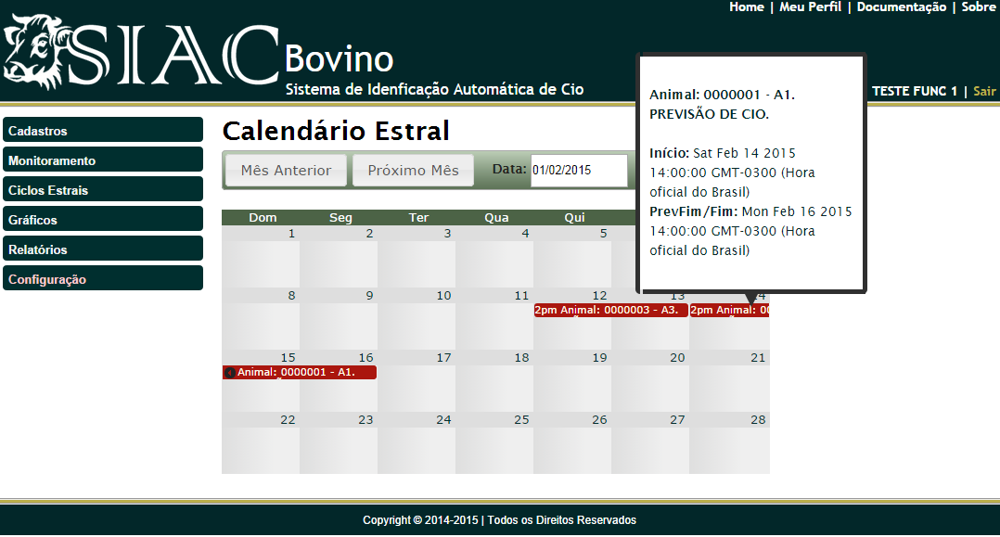 Home | Meu Perfil | Documentação | Sobre
SIAC Bovino
Sistema de Idenficação Automática de Cio
TESTE FUNC 1 | Sair
Cadastros
Monitoramento
Ciclos Estrais
Gráficos
Relatórios
Configuração
Calendário Estral
Mês Anterior Próximo Mês Data: 01/02/2015
Animal: 0000001 - A1.
PREVISÃO DE CIO.
Início: Sat Feb 14 2015
14:00:00 GMT-0300 (Hora
oficial do Brasil)
PrevFim/Fim: Mon Feb 16 2015
14:00:00 GMT-0300 (Hora
oficial do Brasil)
Dom Seg Ter Qua Qui
1 2 3 4 5
8 9 10 11 12 13 14
2pm Animal: 0000003 - A3. 2pm Animal: 00
15 16 17 18 19 20 21
Animal: 0000001 - A1.
22 23 24 25 26 27 28
Copyright © 2014-2015 | Todos os Direitos Reservados